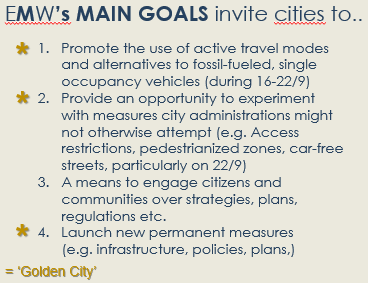 EMW's MAIN GOALS invite cities to..
* 1. Promote the use of active travel modes
and alternatives to fossil-fueled, single
occupancy vehicles (during 16-22/9)
* 2. Provide an opportunity to experiment
with measures city administrations might
not otherwise attempt (e.g. Access
restrictions, pedestrianized zones, car-free
streets, particularly on 22/9)
3. A means to engage citizens and
communities over strategies, plans,
regulations etc.
* 4. Launch new permanent measures
(e.g. infrastructure, policies, plans,)
= 'Golden City'